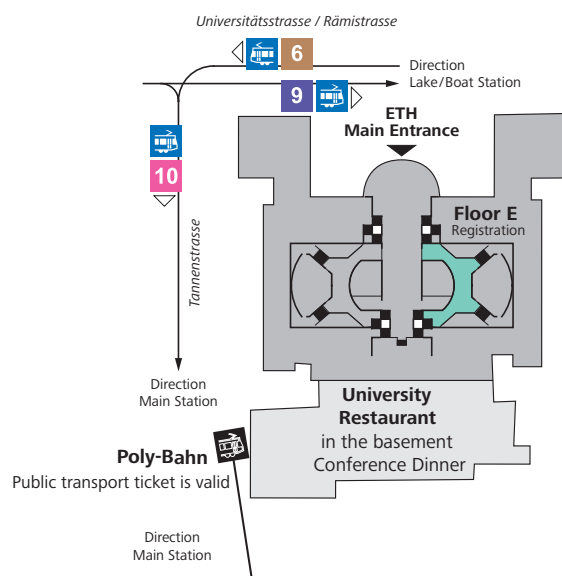 Universitätsstrasse / Rämistrasse
6
Direction
Lake/Boat Station
9
ETH
Main Entrance
10
Floor E
Registration
Tannenstrasse
Direction
Main Station
University
Restaurant
in the basement
Conference Dinner
Poly-Bahn
Public transport ticket is valid
Direction
Main Station